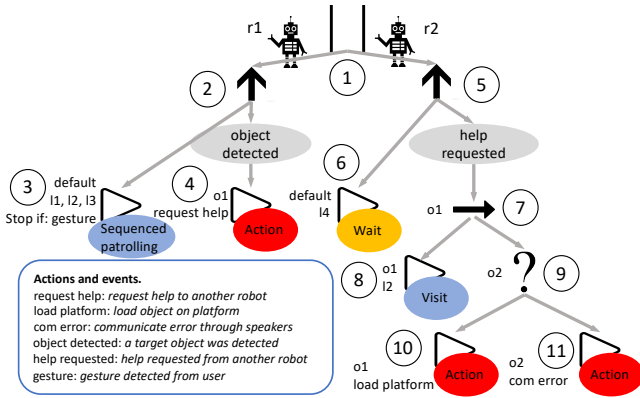 r1
r2
1
2
5
object
detected
help
requested
3
default
l1, l2, l3
Stop if: gesture
Sequenced
patrolling
4
o1
request help
Action
6
default
l4
Wait
o1
7
8
o1
l2
Visit
o2
?
9
10
o1
load platform
Action
11
o2
com error
Action
Actions and events.
request help: request help to another robot
load platform: load object on platform
com error: communicate error through speakers
object detected: a target object was detected
help requested: help requested from another robot
gesture: gesture detected from user